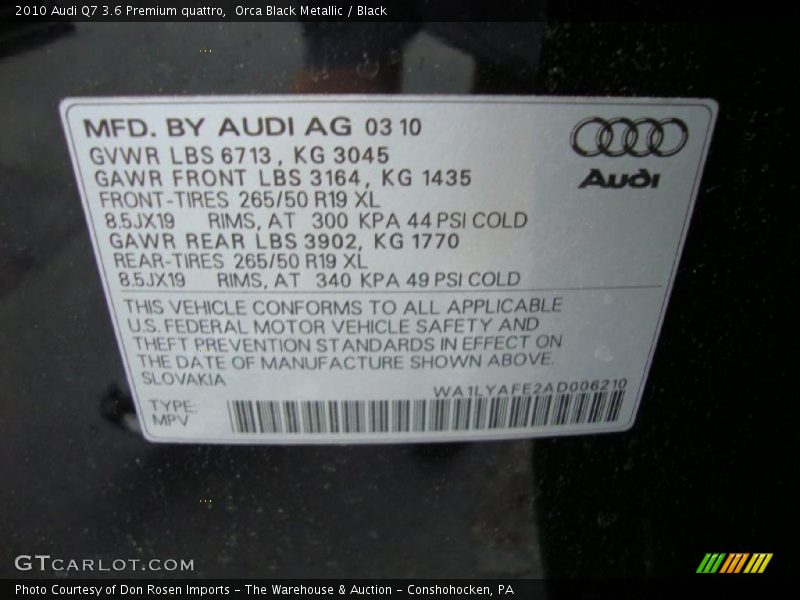 2010 Audi Q7 3.6 Premium quattro,  Orca Black Metallic / Black
MFD. BY AUDI AG 03 10
GVWR LBS 6713 , KG 3045
GAWR FRONT LBS 3164 , KG 1435
FRONT-TIRES 265/50 R19 XL
8.5JX19 RIMS, AT 300 KPA 44 PSI COLD
GAWR REAR LBS 3902, KG 1770
REAR-TIRES 265/50 R19 XL
8.5JX19 RIMS, AT 340 KPA 49 PSI COLD
Audi
THIS VEHICLE CONFORMS TO ALL APPLICABLE
U.S. FEDERAL MOTOR VEHICLE SAFETY AND
THEFT PREVENTION STANDARDS IN EFFECT ON
THE DATE OF MANUFACTURE SHOWN ABOVE.
SLOVAKIA
WA1LYAFE2AD006210
TYPE:
MPV
GTCARLOT.COM
Photo Courtesy of Don Rosen Imports – The Warehouse & Auction – Conshohocken, PA